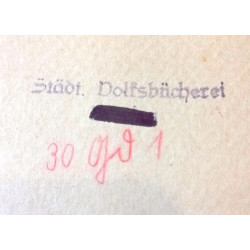 Städt. Volksbücherei
30 Gd 1